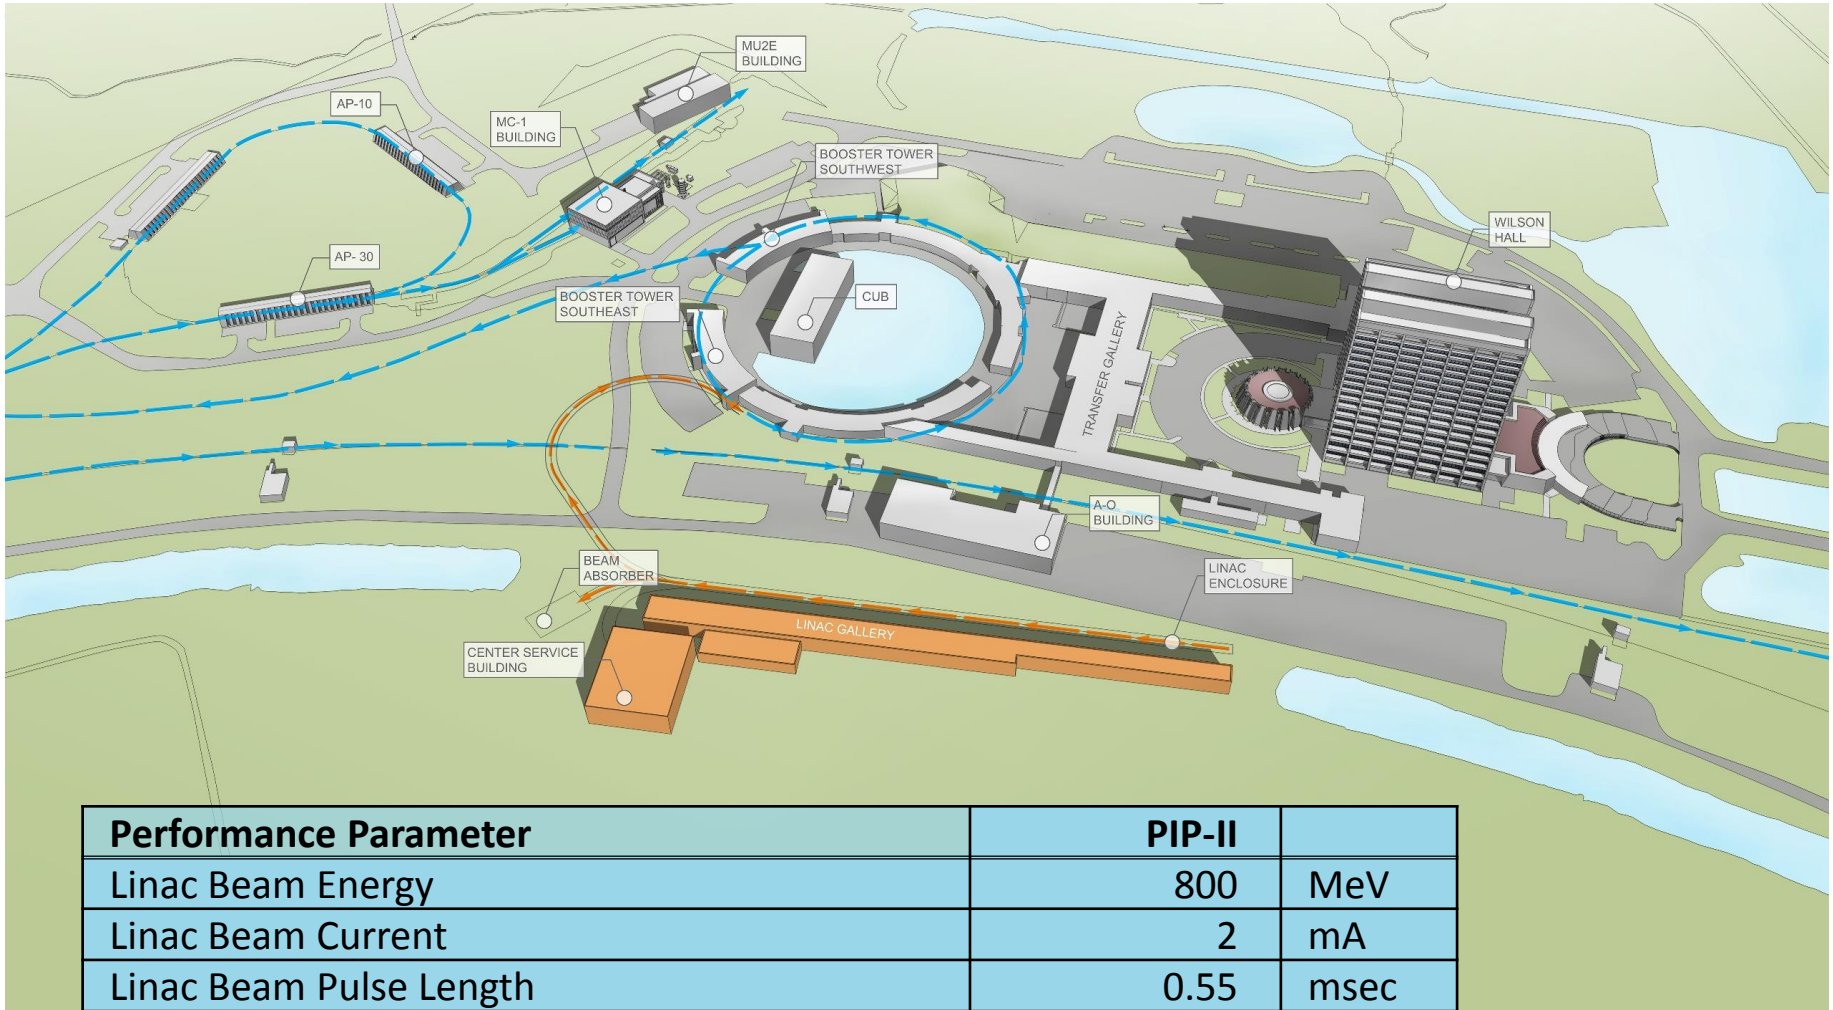 MU2E
BUILDING
AP-10
MC-1
BUILDING
BOOSTER TOWER
SOUTHWEST
WILSON
HALL
AP- 30
BOOSTER TOWER
SOUTHEAST
CUB
TRANSFER GALLERY
A-O
BUILDING
BEAM
ABSORBER
LINAC
ENCLOSURE
LINAC GALLERY
CENTER SERVICE
BUILDING
Performance Parameter PIP-II
Linac Beam Energy 800 MeV
Linac Beam Current 2 mA
Linac Beam Pulse Length 0.55 msec